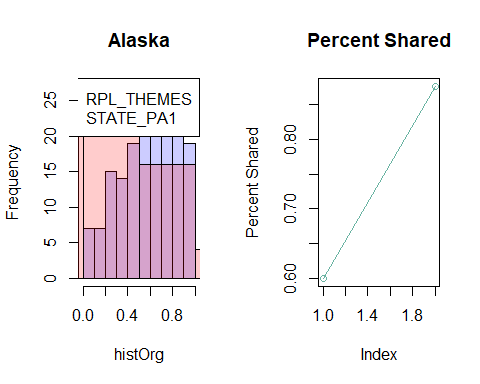 Alaska
RPL_THEMES
STATE_PA1
Frequency
25
20
15
10
5
0
0.0 0.4 0.8
histOrg
Percent Shared
Percent Shared
0.80
0.70
0.60
1.0 1.4 1.8
Index